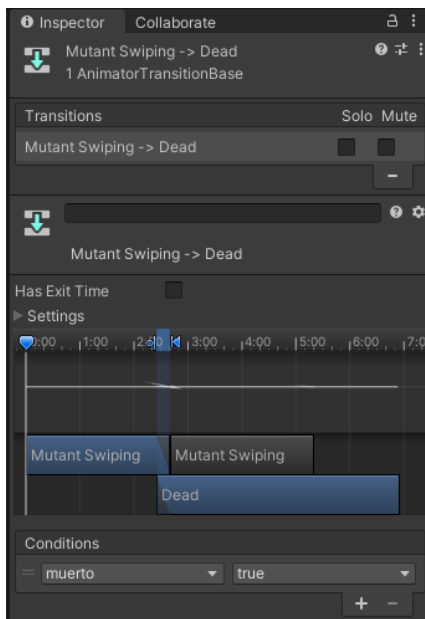 Inspector Collaborate
Mutant Swiping -> Dead
1 AnimatorTransitionBase
Transitions Solo Mute
Mutant Swiping -> Dead
Mutant Swiping -> Dead
Has Exit Time
Settings
0:00 1:00 3:00 4:00 5:00 6:00
Mutant Swiping Mutant Swiping
Dead
Conditions
muerto true